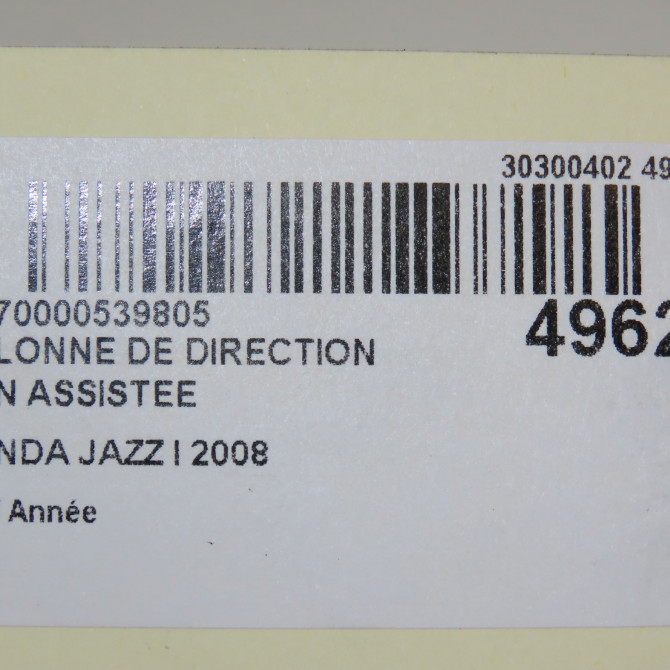 30300402 49
70000539805
4962
LONNE DE DIRECTION
N ASSISTEE
NDA JAZZ I 2008
Année